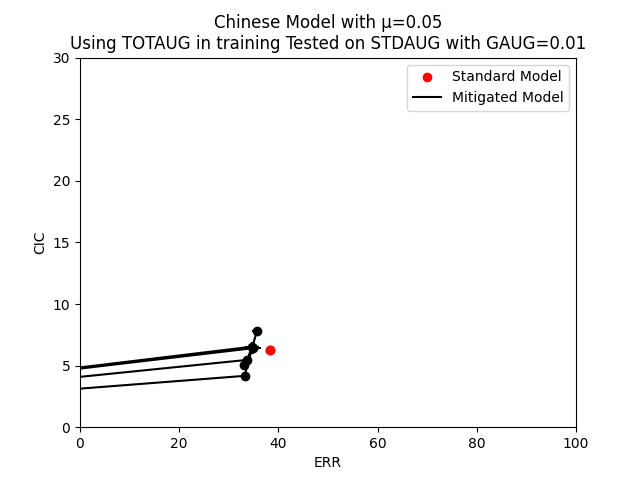 Chinese Model with μ=0.05
Using TOTAUG in training Tested on STDAUG with GAUG=0.01
Standard Model
Mitigated Model
30
25
20
15
10
5
0
CIC
0 20 40 60 80 100
ERR